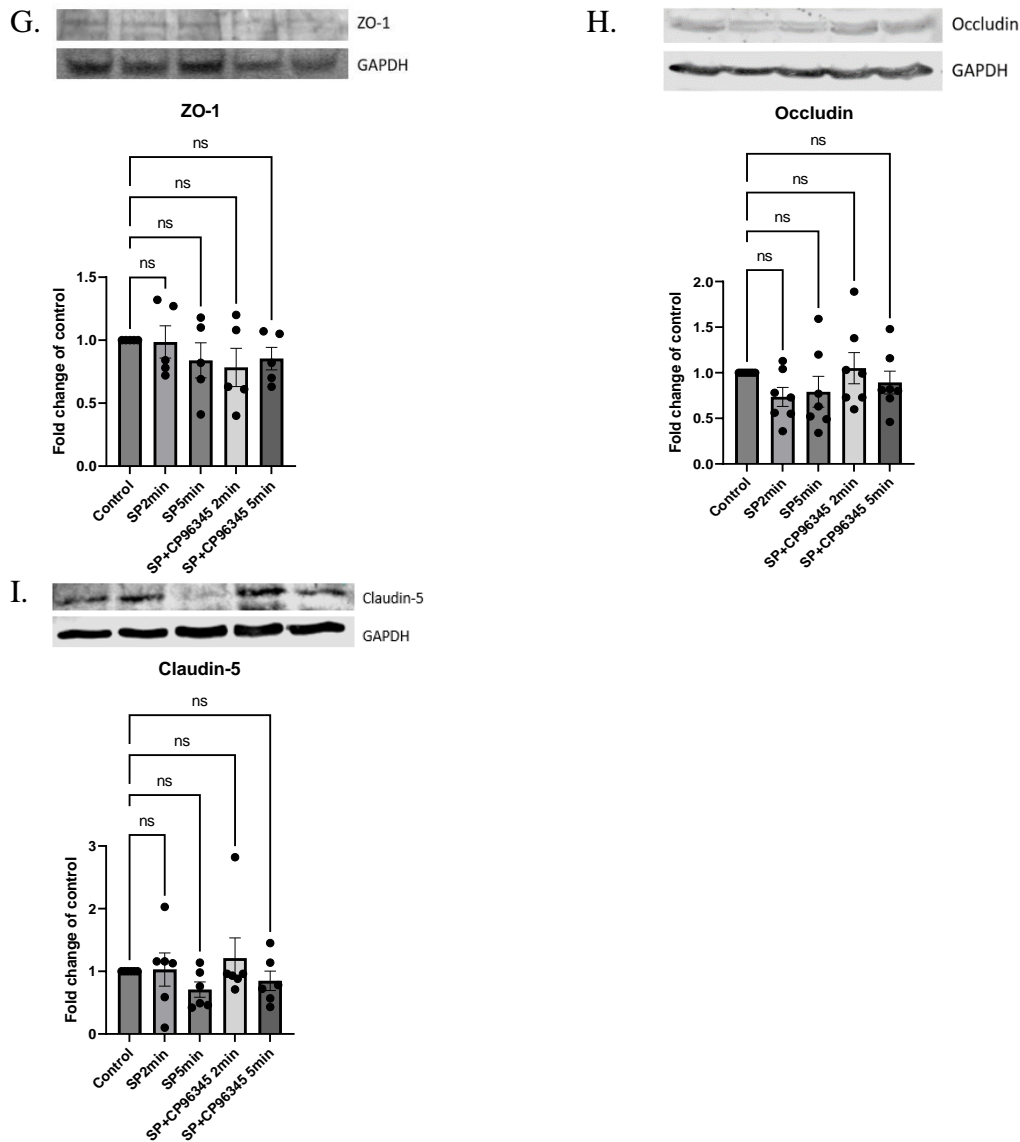 G.
ZO-1
GAPDH
ZO-1
ns
ns
ns
ns
Fold change of control
1.5
1.0
0.5
0.0
Control
SP2min
SP5min
SP+CP96345 2min
SP+CP96345 5min
H.
Occludin
GAPDH
Occludin
ns
ns
ns
ns
Fold change of control
2.0
1.5
1.0
0.5
0.0
Control
SP2min
SP5min
SP+CP96345 2min
SP+CP96345 5min
I.
Claudin-5
GAPDH
Claudin-5
ns
ns
ns
ns
Fold change of control
3
2
1
0
Control
SP2min
SP5min
SP+CP96345 2min
SP+CP96345 5min